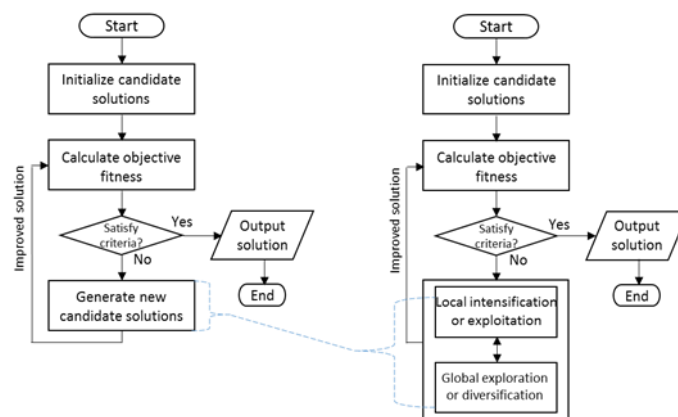 Start
Initialize candidate
solutions
Calculate objective
fitness
Improved solution
Satisfy
criteria?
Yes
Output
solution
No
End
Generate new
candidate solutions
Start
Initialize candidate
solutions
Calculate objective
fitness
Improved solution
Satisfy
criteria?
Yes
Output
solution
No
End
Local intensification
or exploitation
Global exploration
or diversification